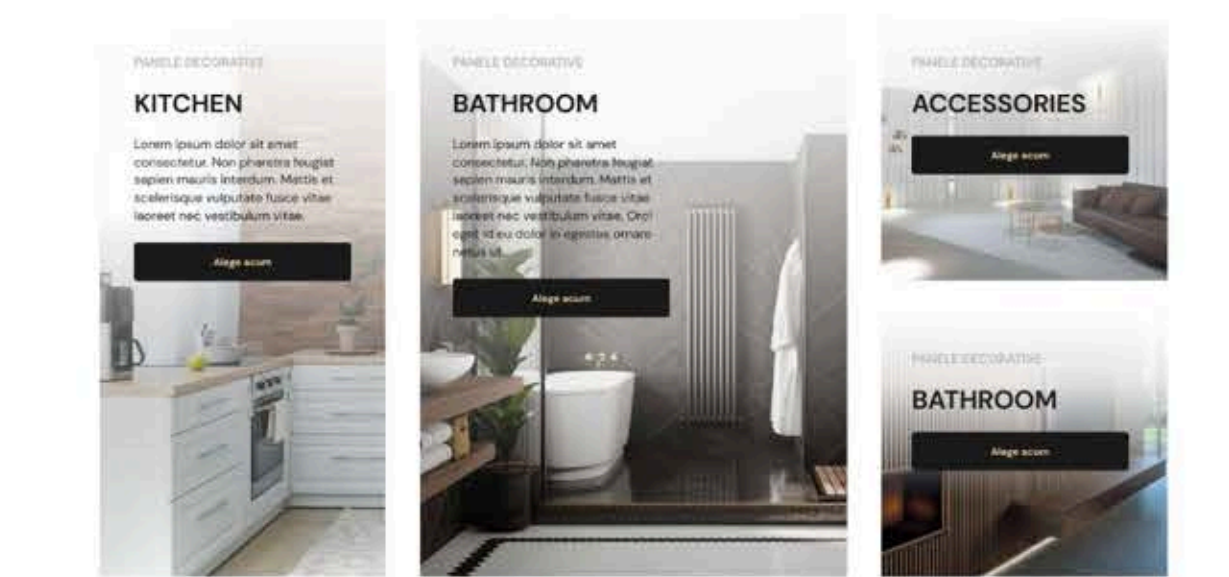 PANELE DECORATIVE
KITCHEN
Lorem ipsum dolor sit amet
consectetur. Non pharetra feugiat
sapien mauris interdum. Mattis et
scelerisque vulputate fusce vitae
laoreet nec vestibulum vitae.
Alege acum
PANELE DECORATIVE
BATHROOM
Lorem ipsum dolor sit amet
consectetur. Non pharetra feugiat
sapien mauris interdum. Mattis et
scelerisque vulputate fusce vitae
laoreet nec vestibulum vitae. Orci
eget id eu dolor in egestas ornare
netus ut.
Alege acum
PANELE DECORATIVE
ACCESSORIES
Alege acum
PANELE DECORATIVE
BATHROOM
Alege acum